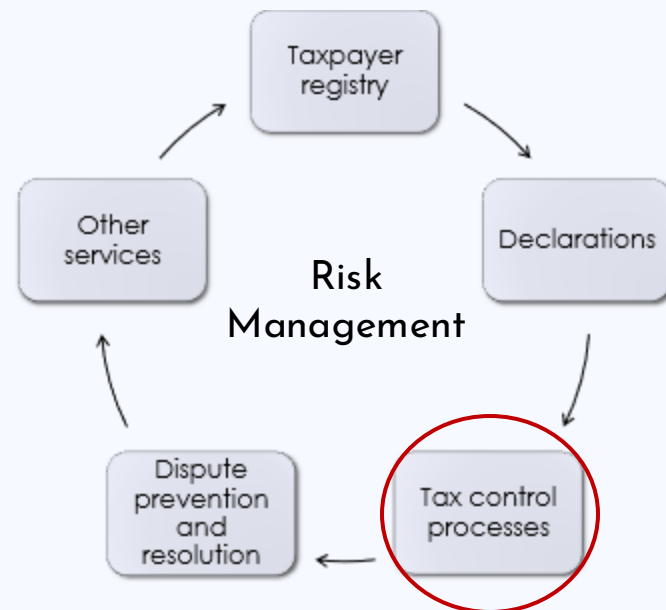 Taxpayer
registry
Other
services
Declarations
Risk
Management
Dispute
prevention
and
resolution
Tax control
processes